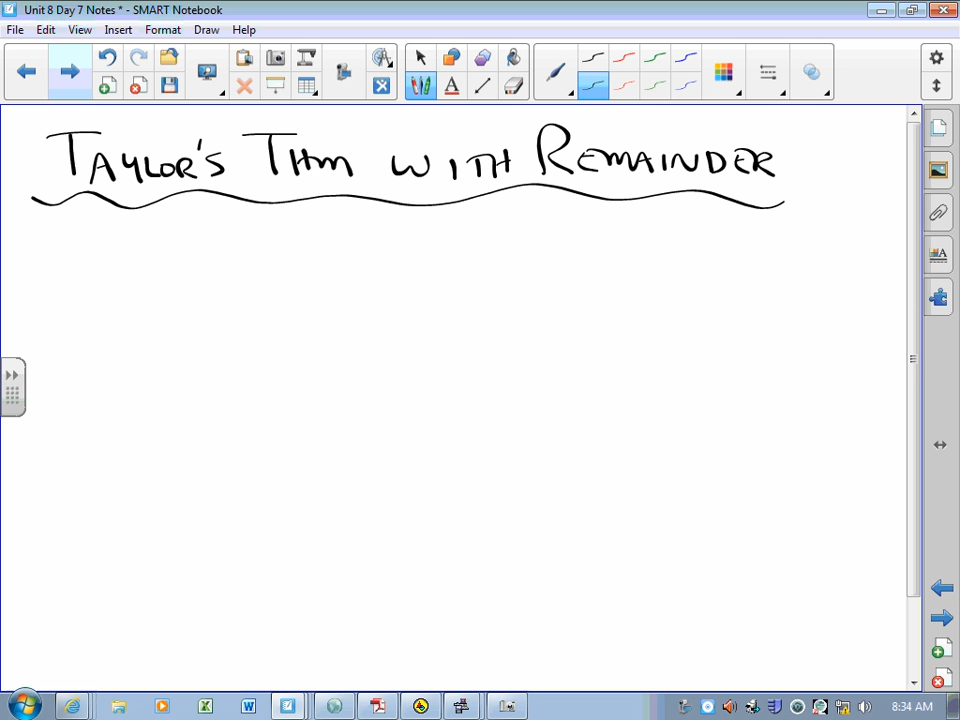 Unit 8 Day 7 Notes * - SMART Notebook
File Edit View Insert Format Draw Help
TAYLOR'S THM WITH REMAINDER
8:34 AM